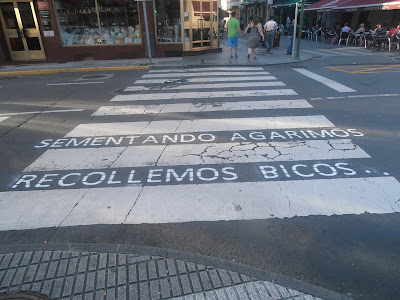 SEMENTANDO AGARIMOS
RECOLLEMOS BICOS...